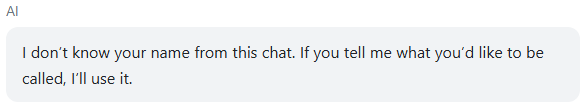 AI
I don’t know your name from this chat. If you tell me what you’d like to be
called, I’ll use it.